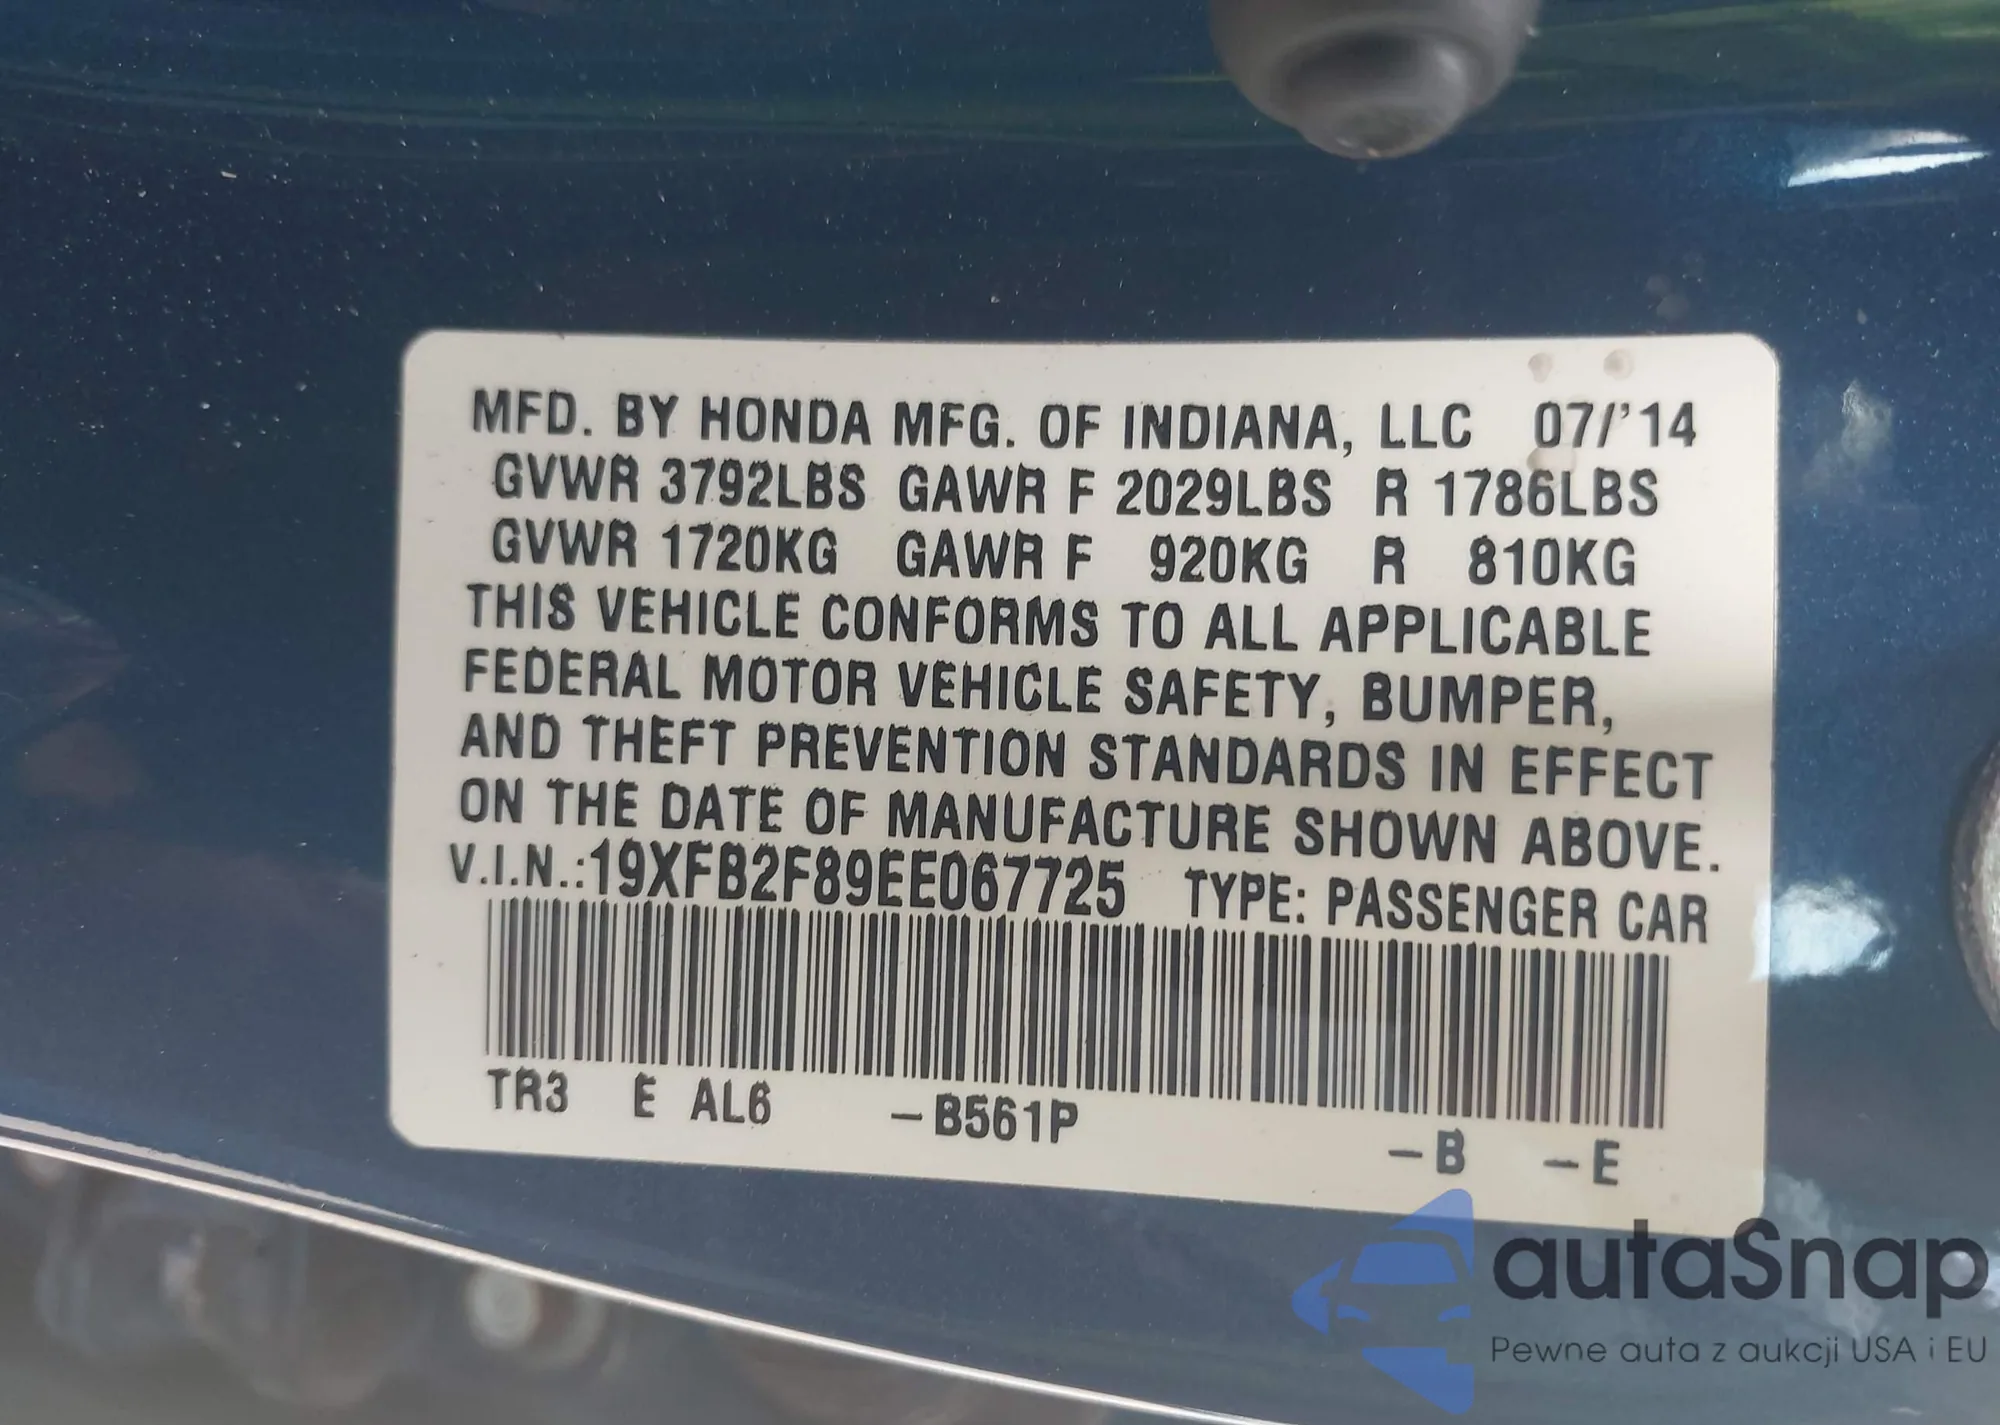 MFD. BY HONDA MFG. OF INDIANA, LLC 07/'14
GVWR 3792LBS GAWR F 2029LBS R 1786LBS
GVWR 1720KG GAWR F 920KG R 810KG
THIS VEHICLE CONFORMS TO ALL APPLICABLE
FEDERAL MOTOR VEHICLE SAFETY, BUMPER,
AND THEFT PREVENTION STANDARDS IN EFFECT
ON THE DATE OF MANUFACTURE SHOWN ABOVE.
V.I.N.:19XFB2F89EE067725 TYPE: PASSENGER CAR
TR3 E AL6 –B561P –B –E
autaSnap
Pewne auta z aukcji USA i EU